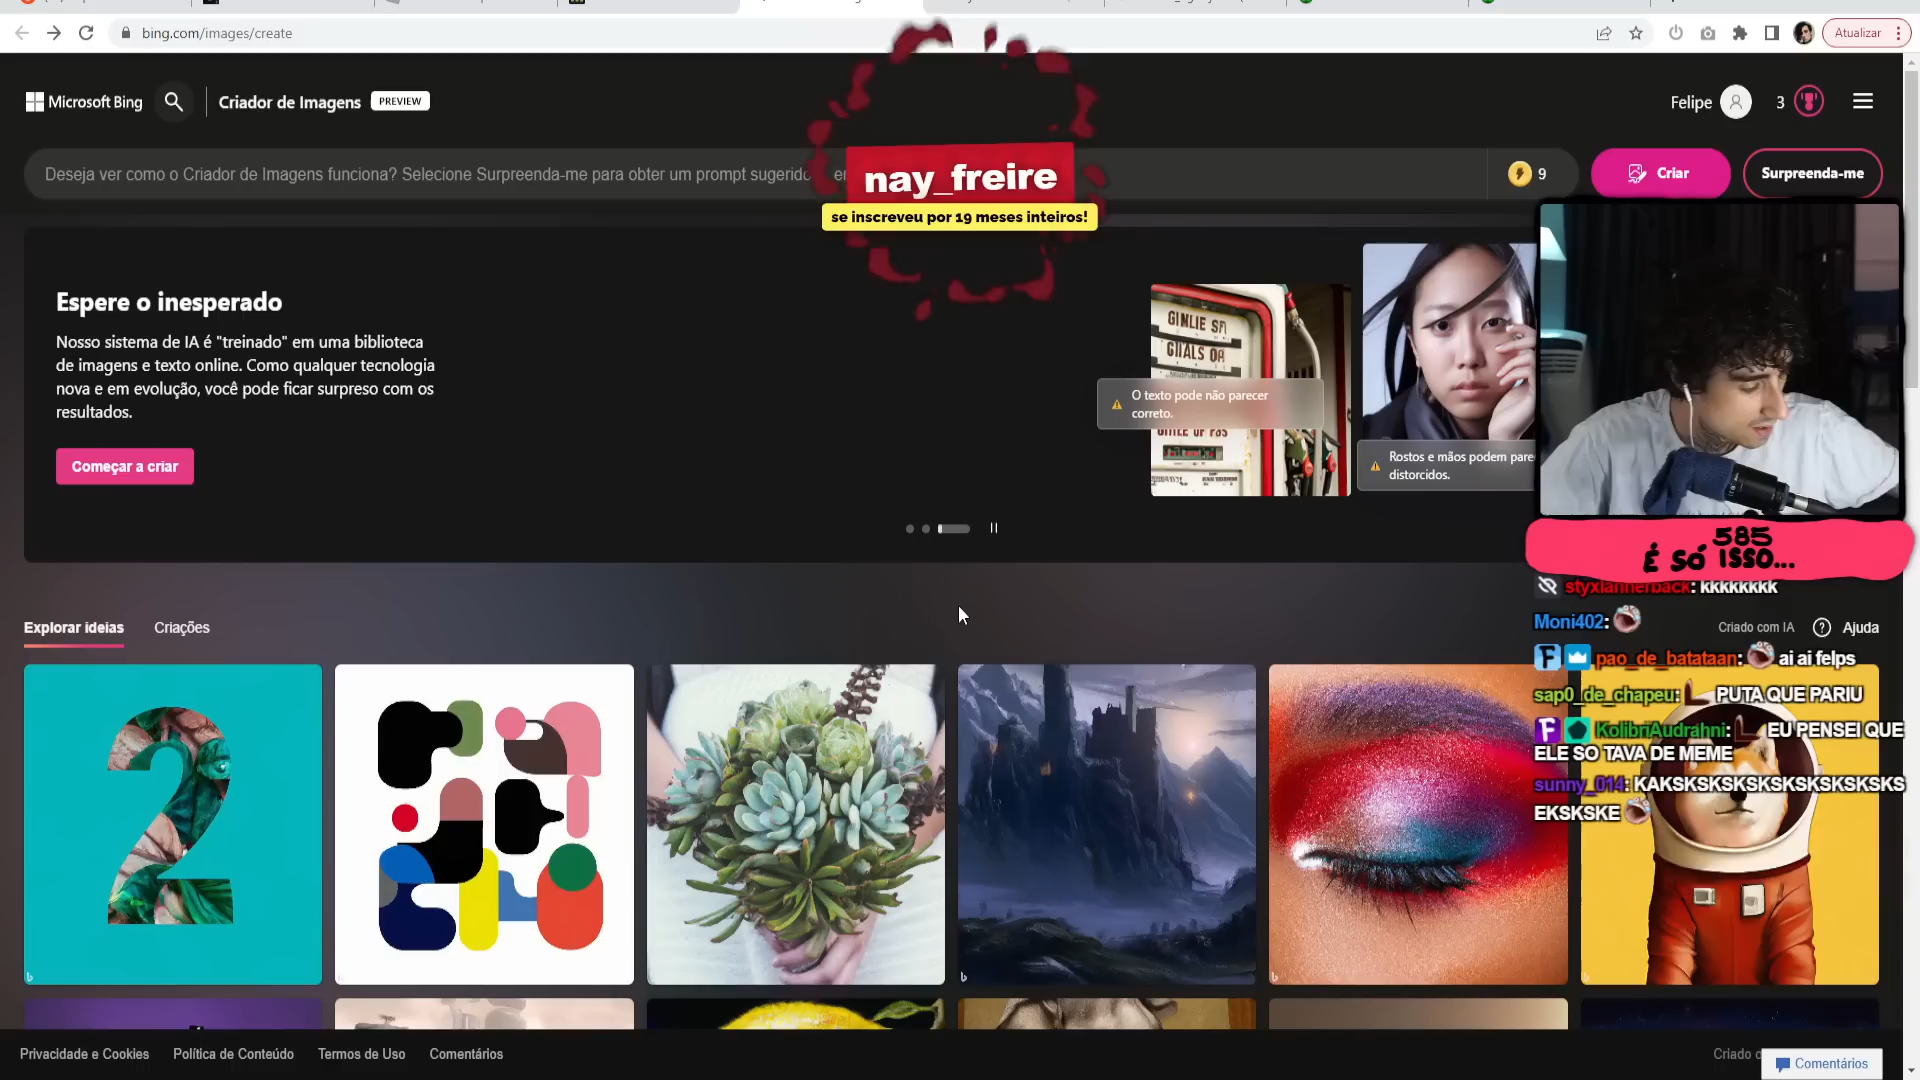 bing.com/images/create
Atualizar
Microsoft Bing
Criador de Imagens
PREVIEW
Felipe
3
Deseja ver como o Criador de Imagens funciona? Selecione Surpreenda-me para obter um prompt sugerido
9
Criar
Surpreenda-me
nay_freire
se inscreveu por 19 meses inteiros!
Espere o inesperado
Nosso sistema de IA é "treinado" em uma biblioteca
de imagens e texto online. Como qualquer tecnologia
nova e em evolução, você pode ficar surpreso com os
resultados.
Começar a criar
GINLIE
O texto pode não parecer
correto.
Rostos e mãos podem
distorcidos.
585
É SÓ ISSO...
styxlannerback: kkkkkkkk
Moni402:
pao_de_batataan: ai ai felps
sap0_de_chapeu: PUTA QUE PARIU
KolibriAudrahni: EU PENSEI QUE
ELE SO TAVA DE MEME
sunny_014: KAKSKSKSKSKSKSKSKSKS
EKSKSKE
Explorar ideias
Criações
Criado com IA
Ajuda
2
Privacidade e Cookies
Política de Conteúdo
Termos de Uso
Comentários
Criado
Comentários